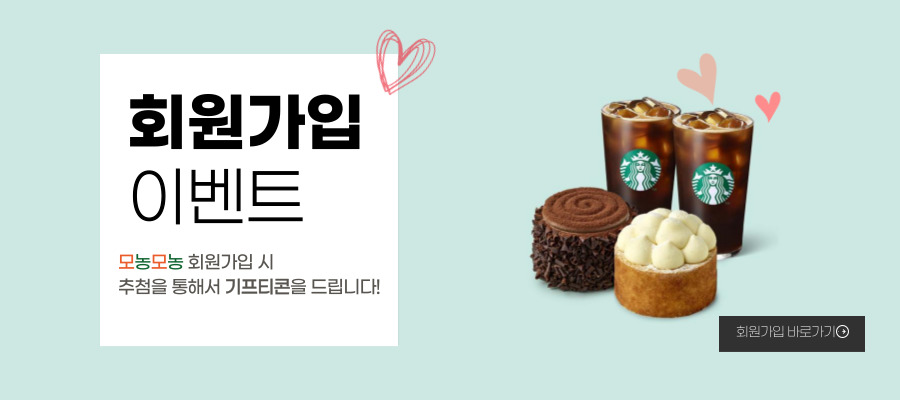 회원가입
이벤트
모농모농 회원가입 시
추첨을 통해서 기프티콘을 드립니다!
회원가입 바로가기